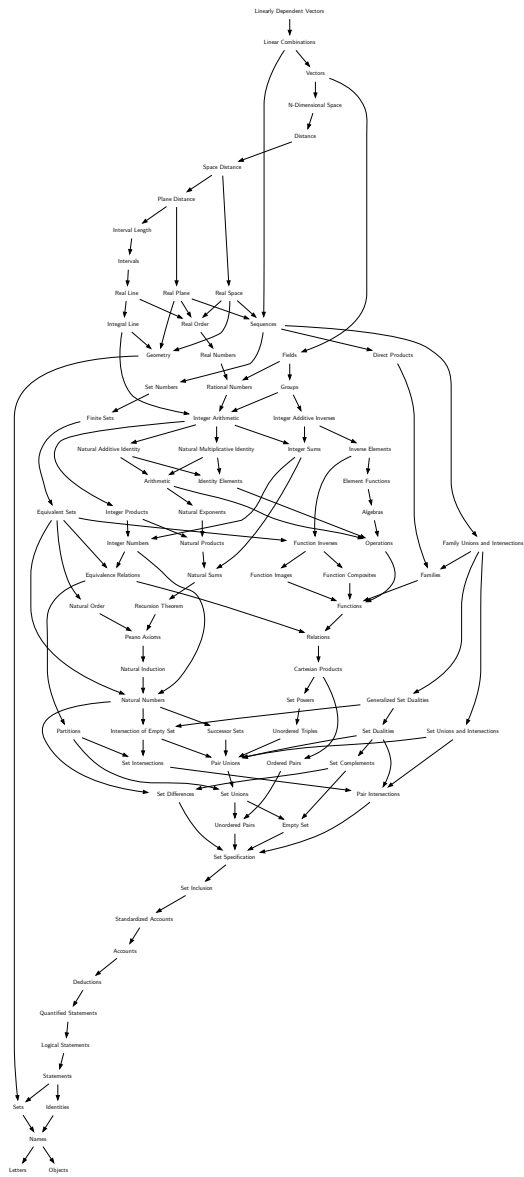 Linearly Dependent Vectors
Linear Combinations
Vectors
N-Dimensional Space
Distance
Space Distance
Plane Distance
Interval Length
Intervals
Real Line Real Plane Real Space
Integral Line Real Order Sequences
Geometry Real Numbers Fields Direct Products
Set Numbers Rational Numbers Groups
Finite Sets Integer Arithmetic Integer Additive Inverses
Natural Additive Identity Natural Multiplicative Identity Integer Sums Inverse Elements
Arithmetic Identity Elements Element Functions
Equivalent Sets Integer Products Natural Exponents Algebras
Integer Numbers Natural Products Function Inverses Operations Family Unions and Intersections
Equivalence Relations Natural Sums Function Images Function Composites Families
Natural Order Recursion Theorem Functions
Peano Axioms Relations
Natural Induction Cartesian Products
Natural Numbers Set Powers Generalized Set Dualities
Partitions Intersection of Empty Set Successor Sets Unordered Triples Set Dualities Set Unions and Intersections
Set Intersections Pair Unions Ordered Pairs Set Complements
Set Differences Set Unions Pair Intersections
Unordered Pairs Empty Set
Set Specification
Set Inclusion
Standardized Accounts
Accounts
Deductions
Quantified Statements
Logical Statements
Statements
Sets Identities
Names
Letters Objects